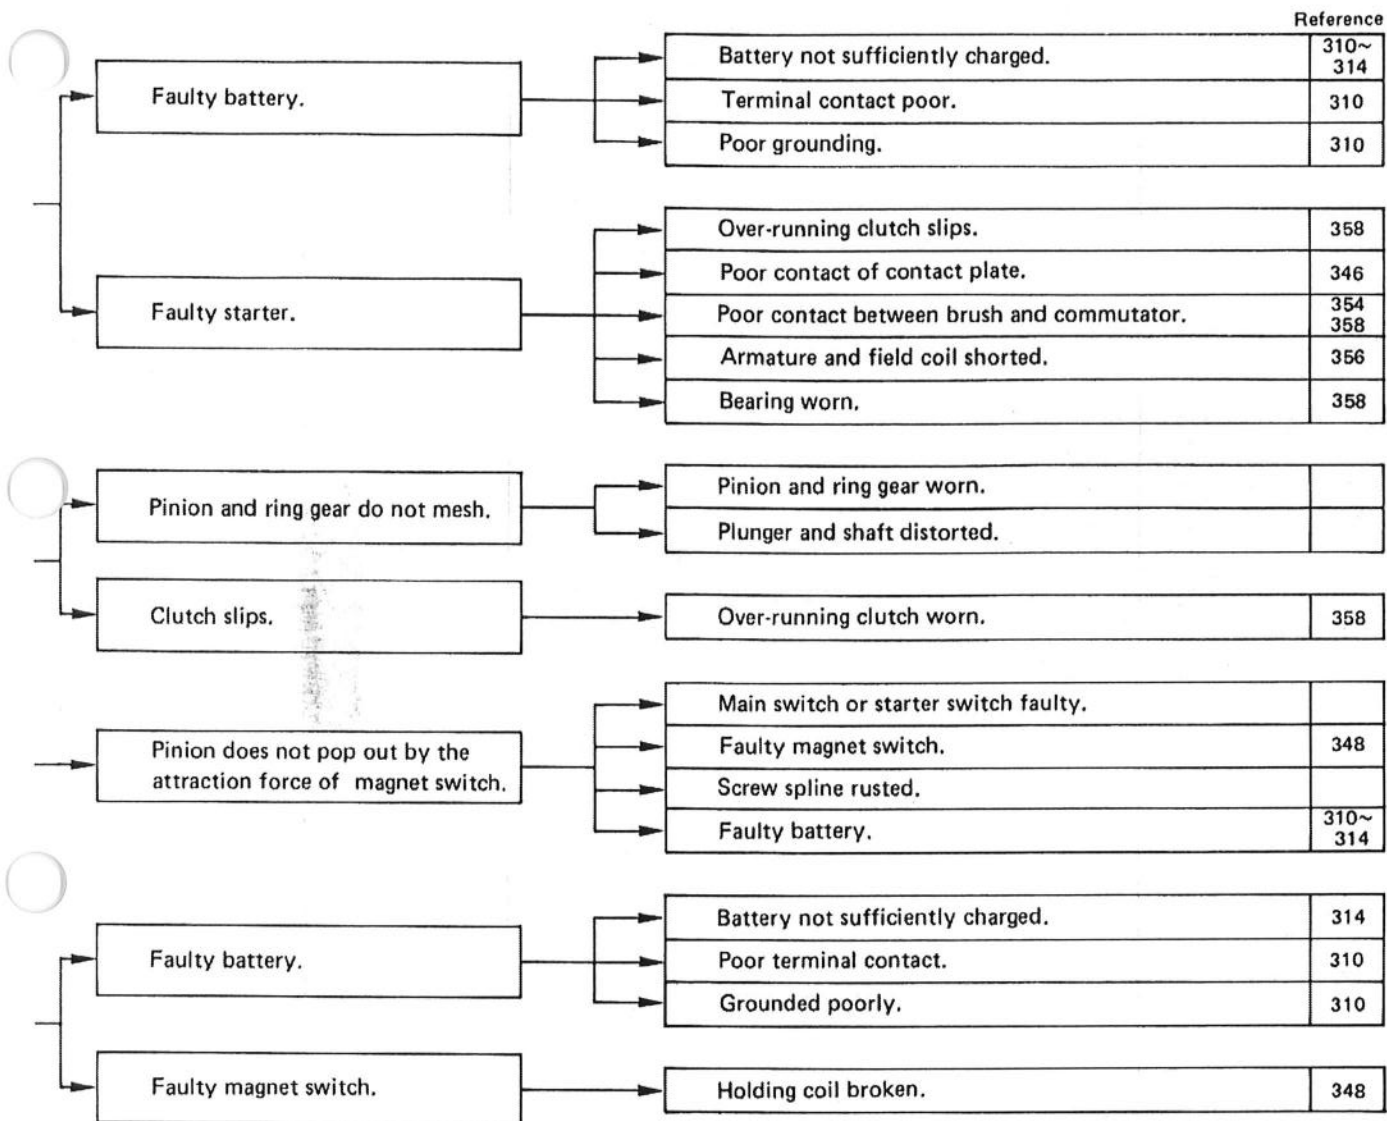 Reference
Faulty battery.
Battery not sufficiently charged.
310~
314
Terminal contact poor.
310
Poor grounding.
310
Faulty starter.
Over-running clutch slips.
358
Poor contact of contact plate.
346
Poor contact between brush and commutator.
354
358
Armature and field coil shorted.
356
Bearing worn.
358
Pinion and ring gear do not mesh.
Pinion and ring gear worn.
Plunger and shaft distorted.
Clutch slips.
Over-running clutch worn.
358
Pinion does not pop out by the
attraction force of magnet switch.
Main switch or starter switch faulty.
Faulty magnet switch.
348
Screw spline rusted.
Faulty battery.
310~
314
Faulty battery.
Battery not sufficiently charged.
314
Poor terminal contact.
310
Grounded poorly.
310
Faulty magnet switch.
Holding coil broken.
348